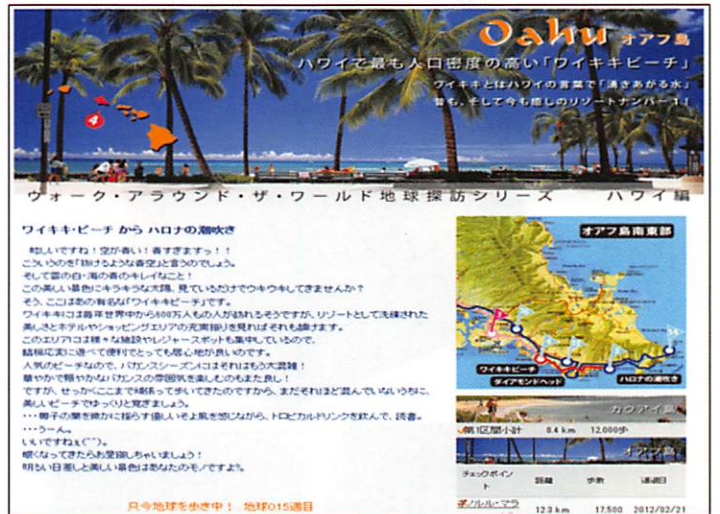 Oahu オアフ島
ハワイで最も人口密度の高い「ワイキキビーチ」
ワイキキとはハワイの言葉で「湧きあがる水」
昔も、そして今も癒しのリゾートナンバー1！
4
ウォーク・アラウンド・ザ・ワールド地球探訪シリーズ ハワイ編
ワイキキ・ビーチ から ハロナの潮吹き
眩しいですね！空が青い！青すぎますっ！！
こういうのを「抜けるような青空」と言うのでしょう。
そして雲の白・海の青のキレイなこと！
この美しい景色にキラキラな太陽、見ているだけでウキウキしてきませんか？
そう、ここはあの有名な「ワイキキビーチ」です。
ワイキキには毎年世界中から600万人もの人が訪れるそうですが、リゾートとして洗練された
美しさとホテルやショッピングエリアの充実振りを見ればそれも頷けます。
このエリアには様々な施設やレジャースポットも集中しているので、
結構忠実に遊べて便利でとっても居心地が良いのです。
人気のビーチなので、バカンスシーズンにはそれはもう大混雑！
華やかで賑やかなバカンスの雰囲気を楽しむのもまた良し！
ですが、せっかくここまで頑張って歩いてきたのですから、まだそれほど混んでいないうちに、
美しいビーチでゆっくりと寛ぎましょう。
・・・椰子の葉を微かに揺らす優しいそよ風を感じながら、トロピカルドリンクを飲んで、読書。
・・・うーん。
いいですねぇ(^^)。
眠くなってきたらお昼寝しちゃいましょう！
明るい日差しと美しい景色はあなたのモノですよ。
只今地球を歩き中！ 地球015週目
オアフ島南東部
ワイキキビーチ
ダイアモンドヘッド
ハロナの潮吹き
カウアイ島
第1区間小計 8.4 km 12,000歩
オアフ島
チェックポイント 距離 歩数 通過日
ホノルル・マラ 12.3 km 17,500 2012/02/21